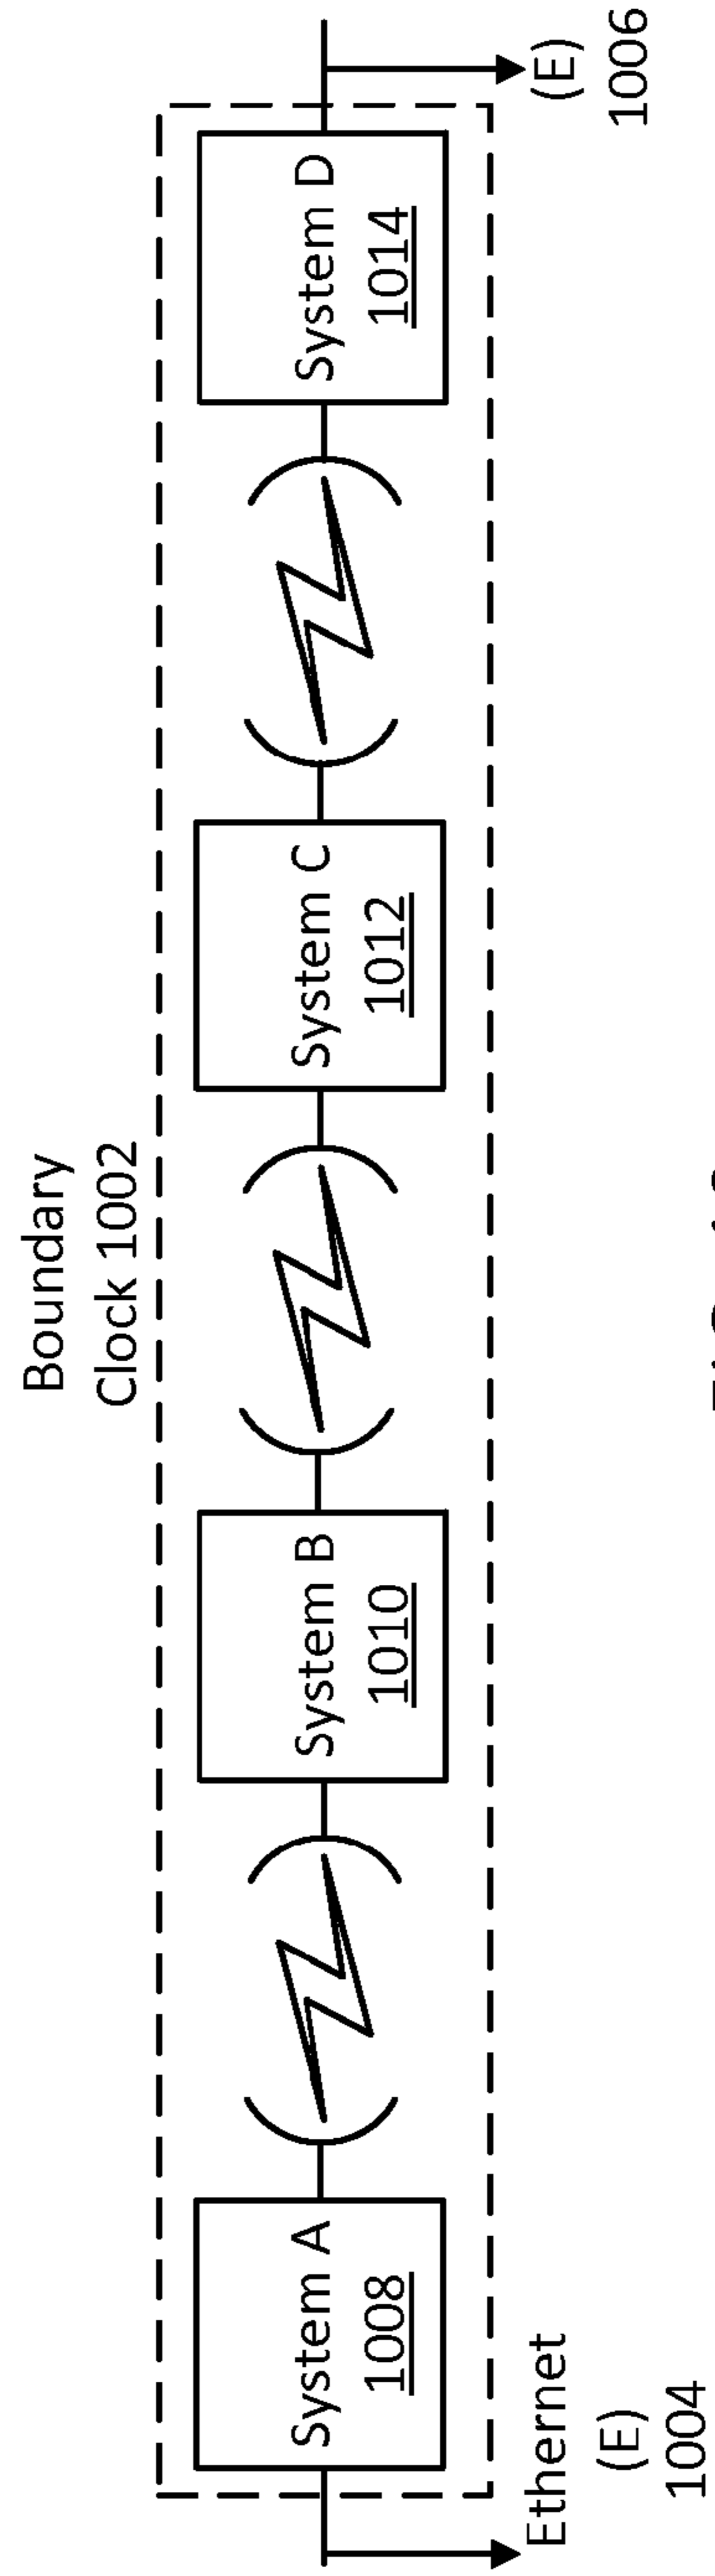 Boundary
Clock 1002
System A
1008
System B
1010
System C
1012
System D
1014
Ethernet
(E)
1004
(E)
1006